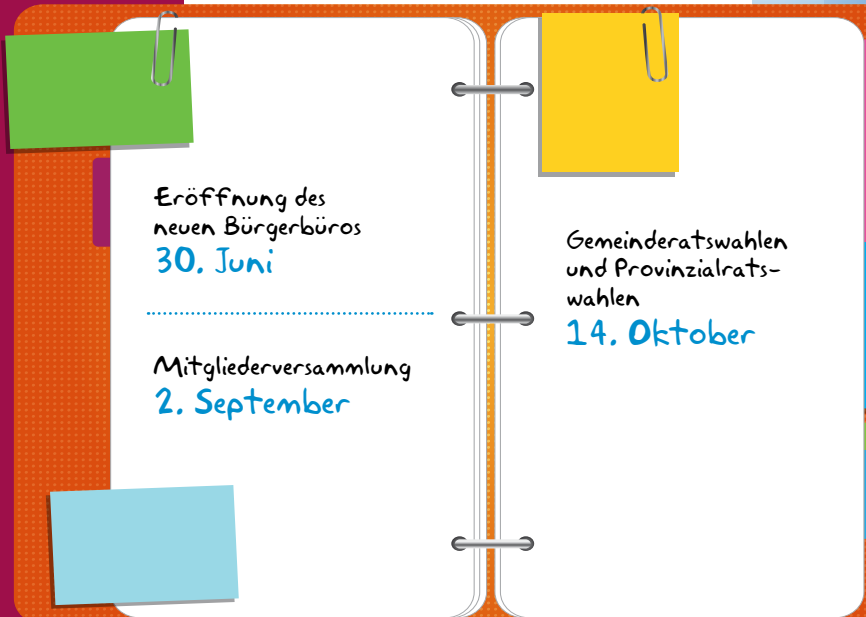 Eröffnung des
neuen Bürgerbüros
30. Juni
Mitgliederversammlung
2. September
Gemeinderatswahlen
und Provinzialrats-
wahlen
14. Oktober